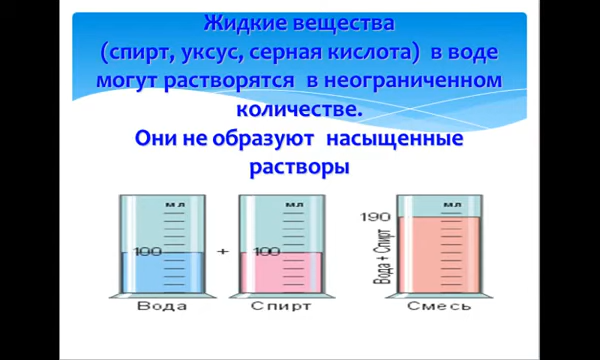 Жидкие вещества
(спирт, уксус, серная кислота) в воде
могут растворятся в неограниченном
количестве.
Они не образуют насыщенные
растворы
мл
100
Вода
+
мл
100
Спирт
мл
190
Вода + Спирт
Смесь